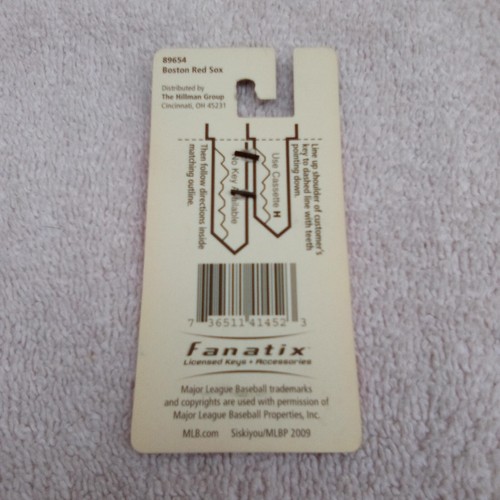 89654
Boston Red Sox
Distributed by
The Hillman Group
Cincinnati, OH 45231
Line up shoulder of customer's
key to dashed line with teeth
pointing down.
Use Cassette H
No Key Available
Then follow directions inside
matching outline.
7 36511 41452 3
Fanatix
Licensed Keys • Accessories
Major League Baseball trademarks
and copyrights are used with permission of
Major League Baseball Properties, Inc.
MLB.com Siskiyou/MLBP 2009